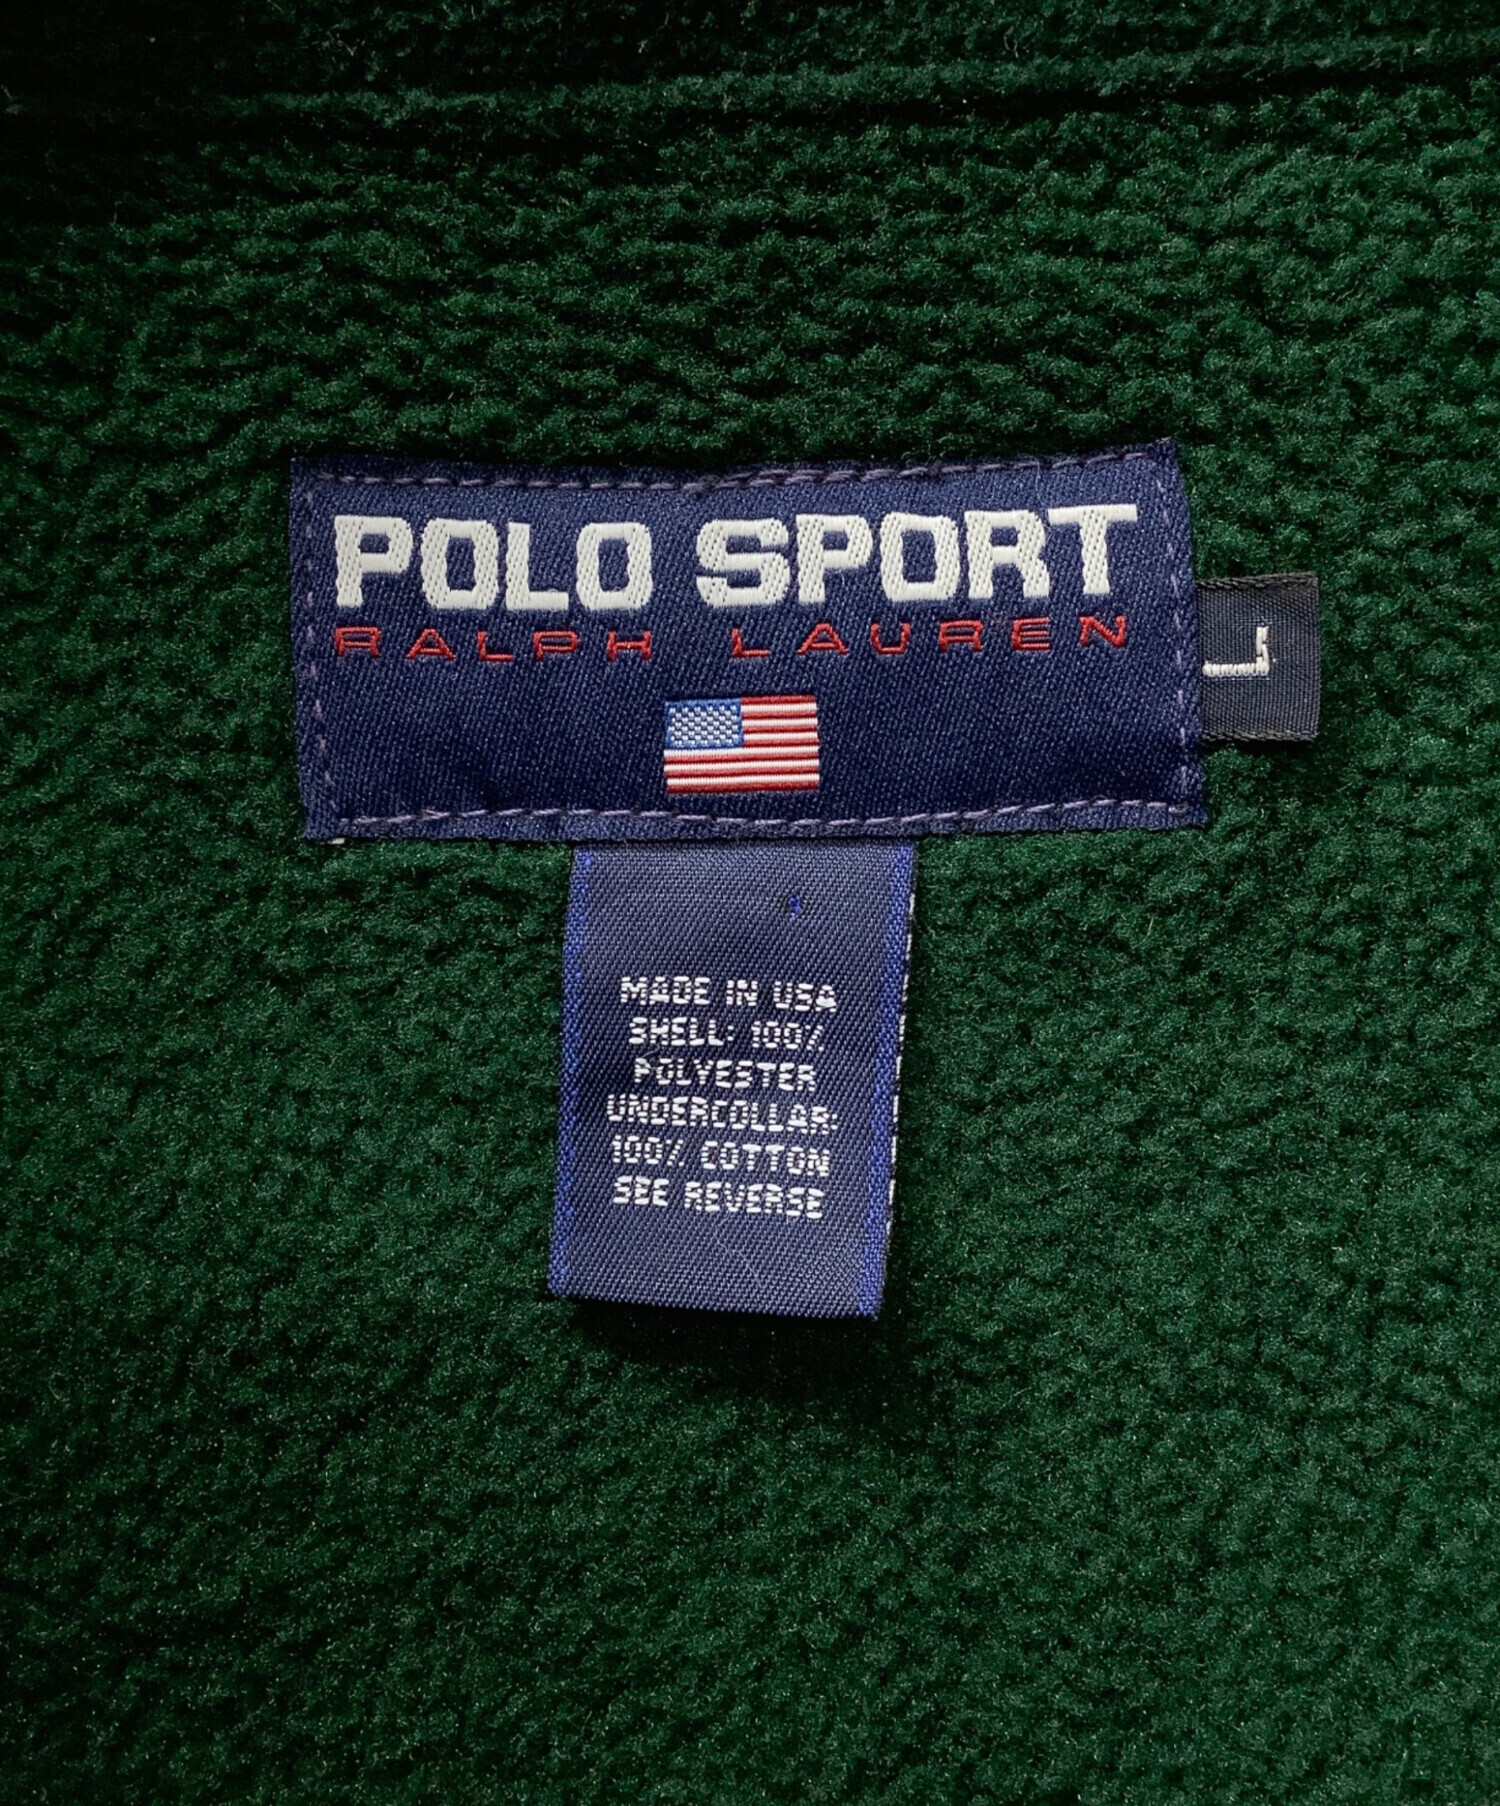 POLO SPORT
RALPH LAUREN
L
MADE IN USA
SHELL: 100%
POLYESTER
UNDERCOLLAR:
100% COTTON
SEE REVERSE